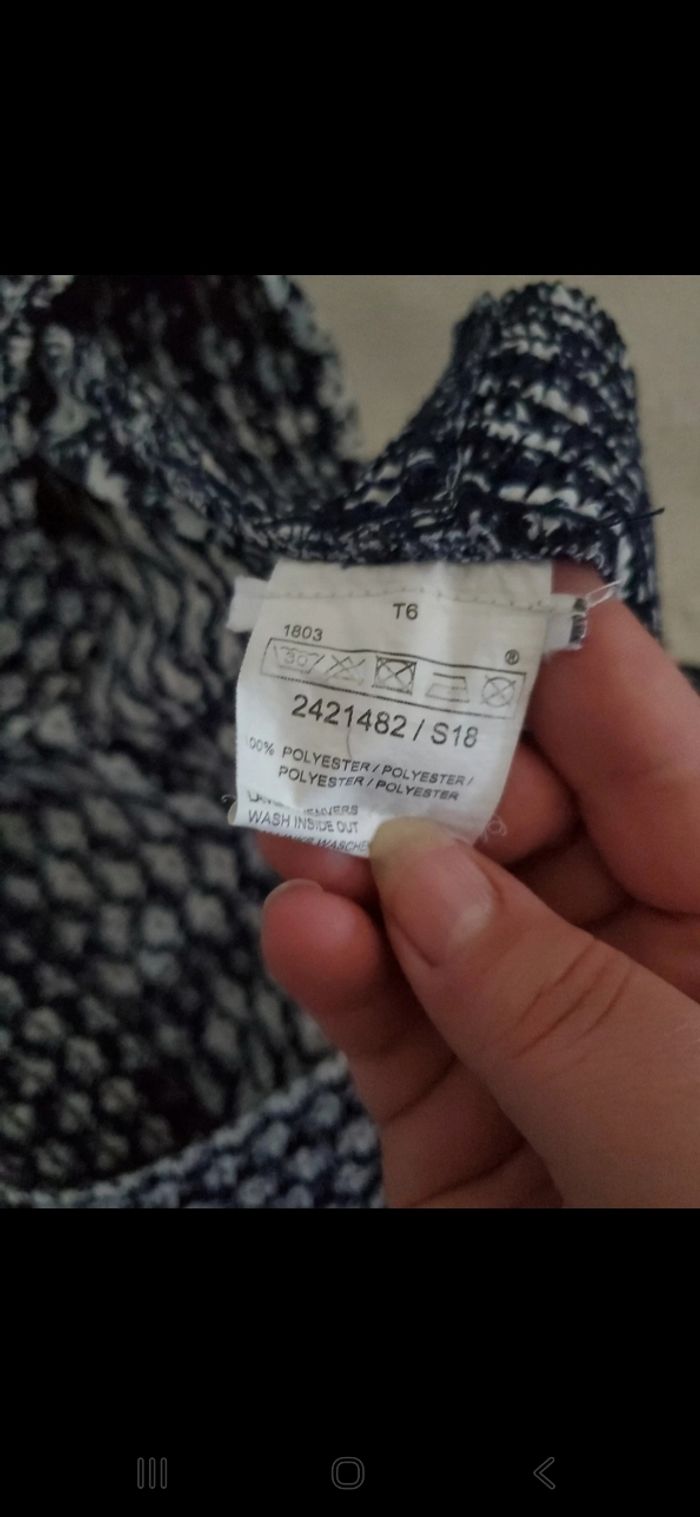 T6
1803
®
30
2421482 / S18
00% POLYESTER / POLYESTER /
POLYESTER / POLYESTER
WASH INSIDE OUT